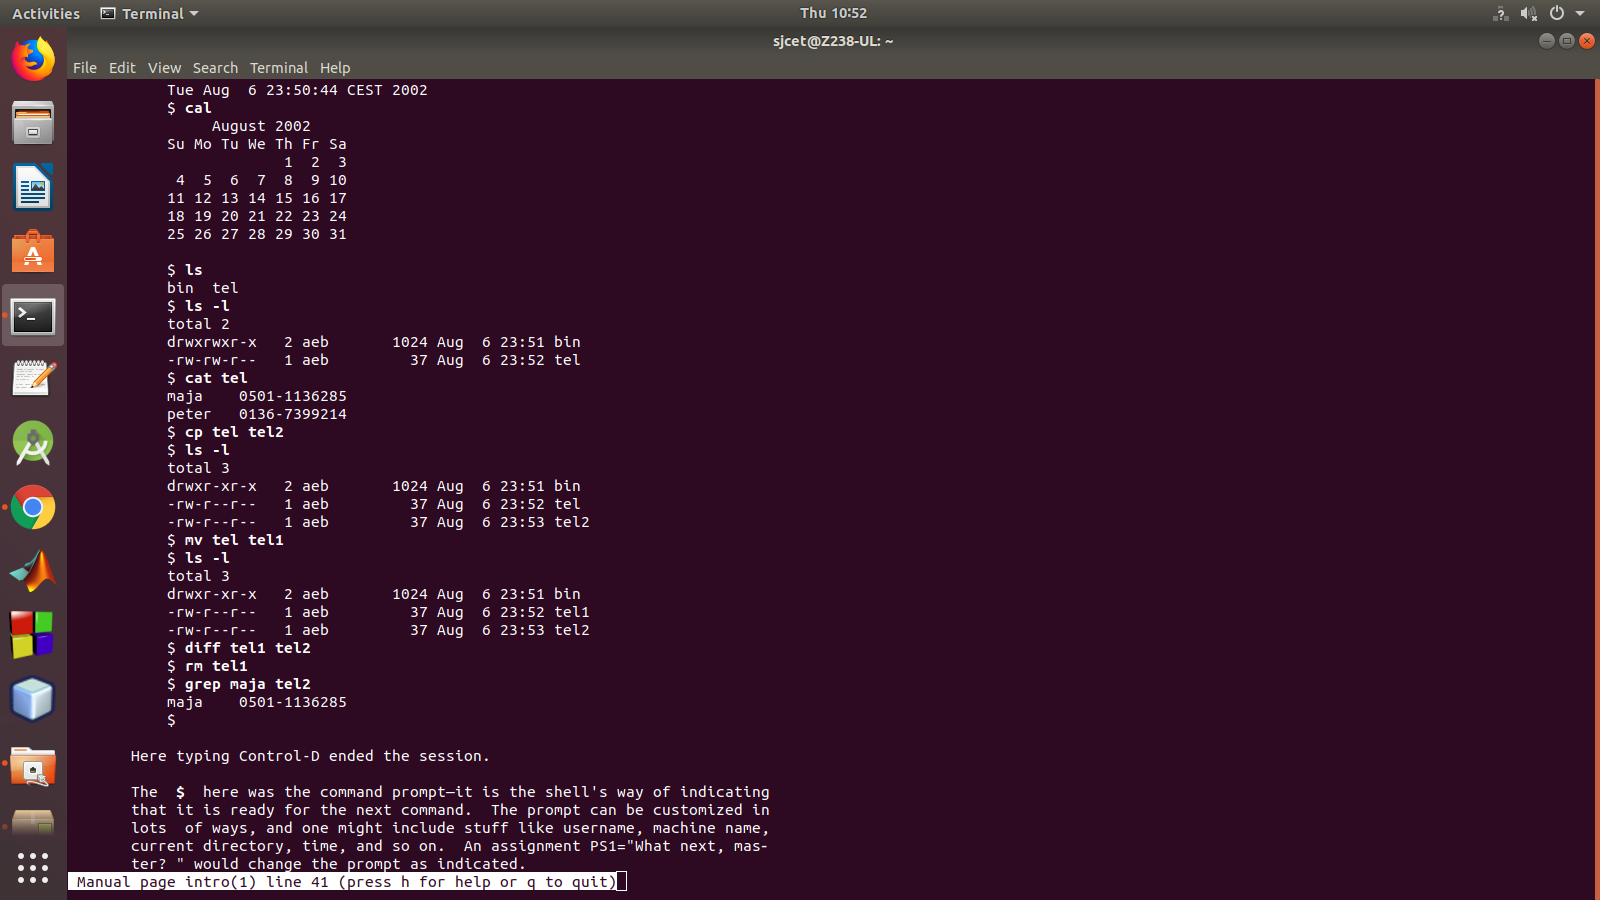 Activities Terminal Thu 10:52
sjcet@Z238-UL: ~
File Edit View Search Terminal Help
Tue Aug  6 23:50:44 CEST 2002
$ cal
     August 2002
Su Mo Tu We Th Fr Sa
             1  2  3
 4  5  6  7  8  9 10
11 12 13 14 15 16 17
18 19 20 21 22 23 24
25 26 27 28 29 30 31
$ ls
bin  tel
$ ls -l
total 2
drwxrwxr-x   2 aeb       1024 Aug  6 23:51 bin
-rw-rw-r--   1 aeb         37 Aug  6 23:52 tel
$ cat tel
maja    0501-1136285
peter   0136-7399214
$ cp tel tel2
$ ls -l
total 3
drwxr-xr-x   2 aeb       1024 Aug  6 23:51 bin
-rw-r--r--   1 aeb         37 Aug  6 23:52 tel
-rw-r--r--   1 aeb         37 Aug  6 23:53 tel2
$ mv tel tel1
$ ls -l
total 3
drwxr-xr-x   2 aeb       1024 Aug  6 23:51 bin
-rw-r--r--   1 aeb         37 Aug  6 23:52 tel1
-rw-r--r--   1 aeb         37 Aug  6 23:53 tel2
$ diff tel1 tel2
$ rm tel1
$ grep maja tel2
maja    0501-1136285
$
Here typing Control-D ended the session.
The  $  here was the command prompt—it is the shell's way of indicating
that it is ready for the next command.  The prompt can be customized in
lots  of ways, and one might include stuff like username, machine name,
current directory, time, and so on.  An assignment PS1="What next, mas‐
ter? " would change the prompt as indicated.
Manual page intro(1) line 41 (press h for help or q to quit)